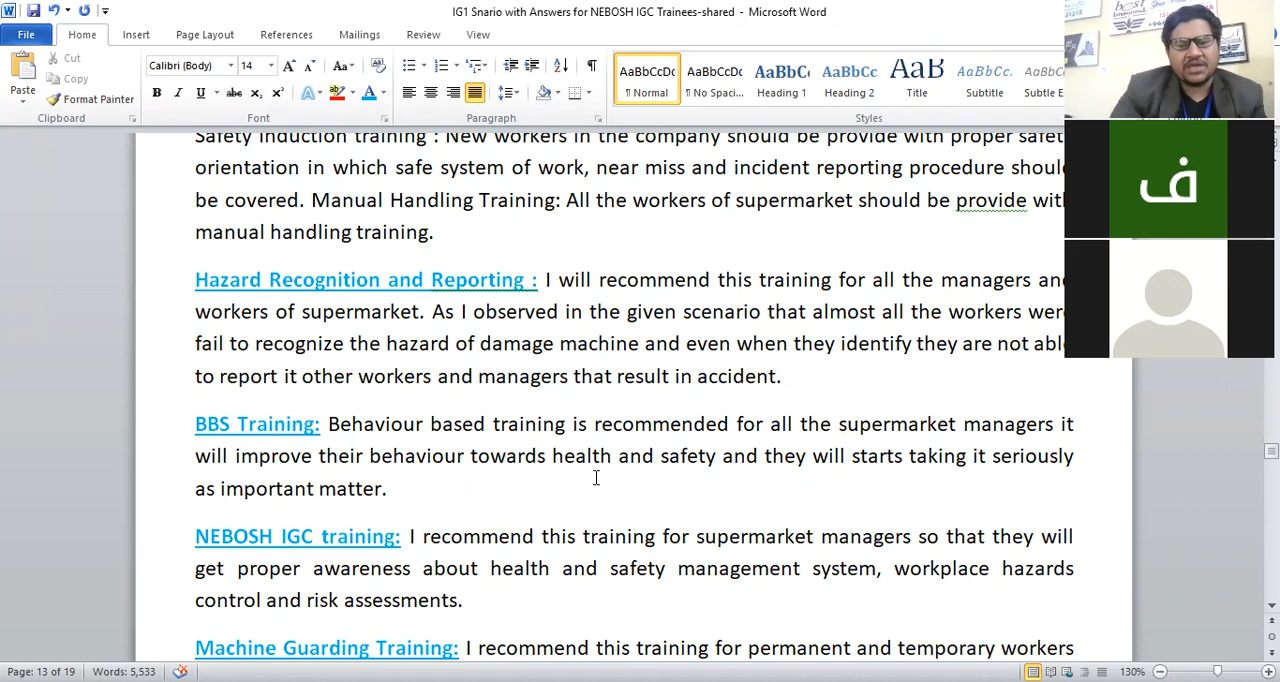 IG1 Snario with Answers for NEBOSH IGC Trainees-shared - Microsoft Word
File Home Insert Page Layout References Mailings Review View
Cut
Copy
Format Painter
Paste
Calibri (Body) 14
AaBbCcDc AaBbCcDc AaBbC AaBbCc AaB AaBbCc. AaBbC
¶ Normal ¶ No Spaci... Heading 1 Heading 2 Title Subtitle Subtle E
Clipboard Font Paragraph Styles
Safety Induction training : New workers in the company should be provide with proper safet
orientation in which safe system of work, near miss and incident reporting procedure shoul
be covered. Manual Handling Training: All the workers of supermarket should be provide with
manual handling training.
Hazard Recognition and Reporting : I will recommend this training for all the managers and
workers of supermarket. As I observed in the given scenario that almost all the workers were
fail to recognize the hazard of damage machine and even when they identify they are not able
to report it other workers and managers that result in accident.
BBS Training: Behaviour based training is recommended for all the supermarket managers it
will improve their behaviour towards health and safety and they will starts taking it seriously
as important matter.
NEBOSH IGC training: I recommend this training for supermarket managers so that they will
get proper awareness about health and safety management system, workplace hazards
control and risk assessments.
Machine Guarding Training: I recommend this training for permanent and temporary workers
ف
Page: 13 of 19 Words: 5,533 130%